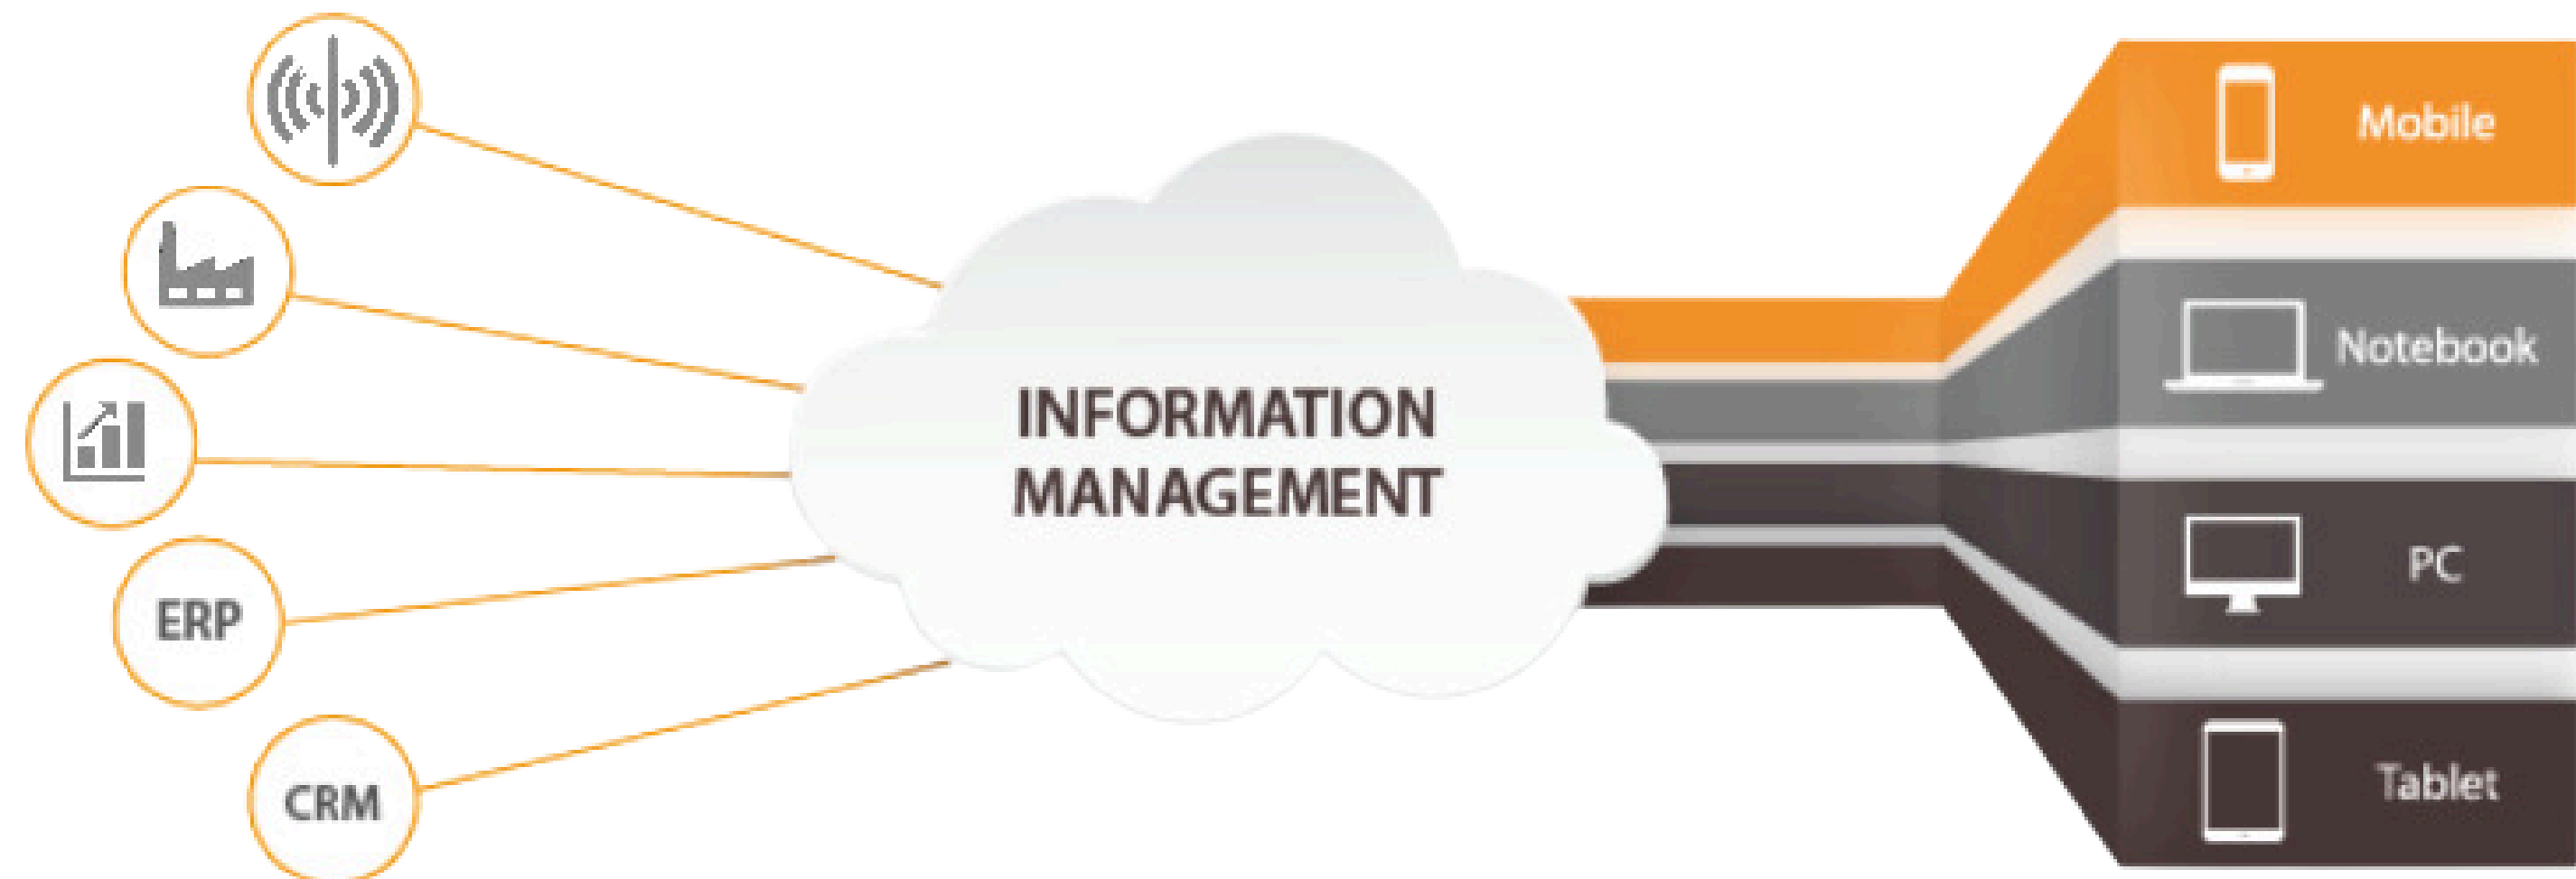 ERP
CRM
INFORMATION
MANAGEMENT
Mobile
Notebook
PC
Tablet